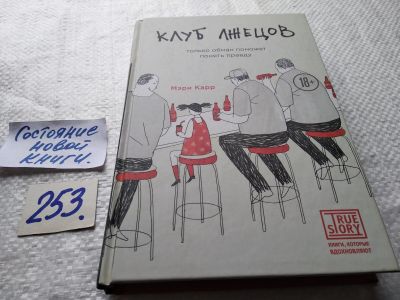 КЛУБ ЛЖЕЦОВ
только обман поможет
понять правду
Мэри Карр
18+
Состояние
новой
книги.
253.
TRUE
STORY
КНИГИ, КОТОРЫЕ
ВДОХНОВЛЯЮТ